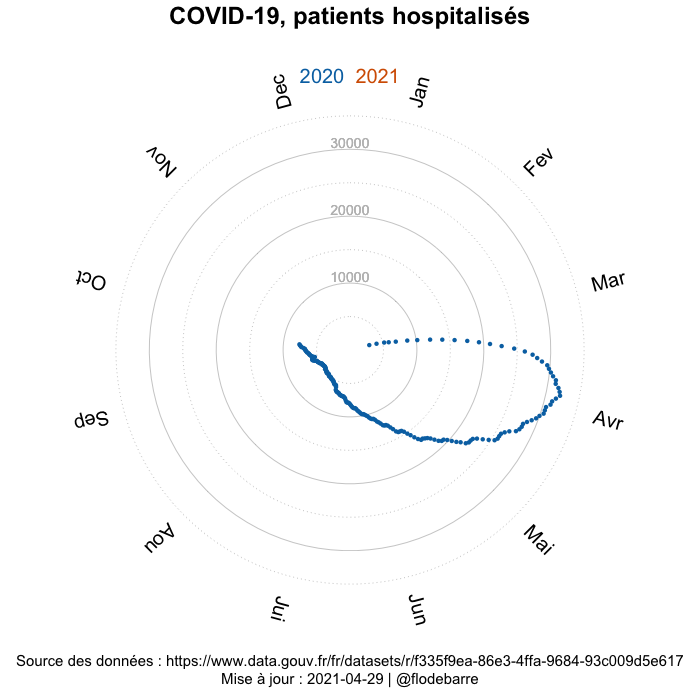 COVID-19, patients hospitalisés
2020 2021
Dec
Jan
Nov
Fev
30000
20000
Oct
10000
Mar
Sep
Avr
Aou
Mai
Jui
Jun
Source des données : https://www.data.gouv.fr/fr/datasets/r/f335f9ea-86e3-4ffa-9684-93c009d5e617
Mise à jour : 2021-04-29 | @flodebarre